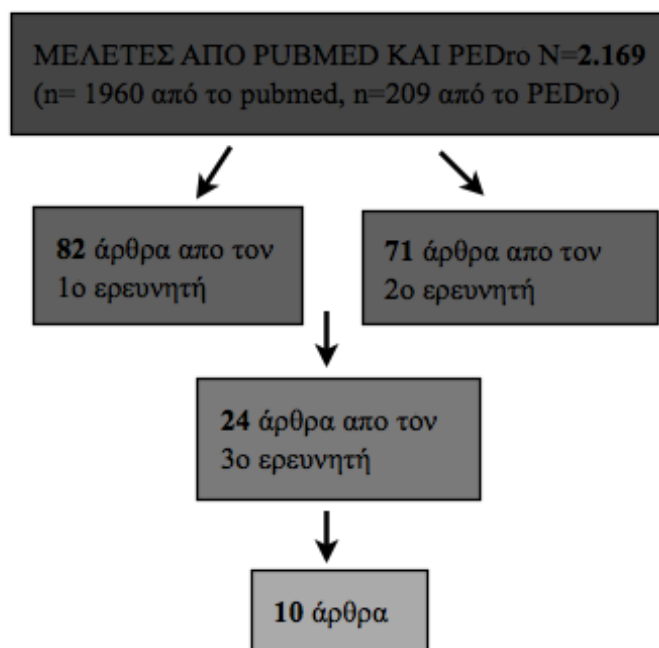 ΜΕΛΕΤΕΣ ΑΠΟ PUBMED ΚΑΙ PEDro N=2.169
(n= 1960 από το pubmed, n=209 από το PEDro)
82 άρθρα απο τον
1ο ερευνητή
71 άρθρα απο τον
2ο ερευνητή
24 άρθρα απο τον
3ο ερευνητή
10 άρθρα